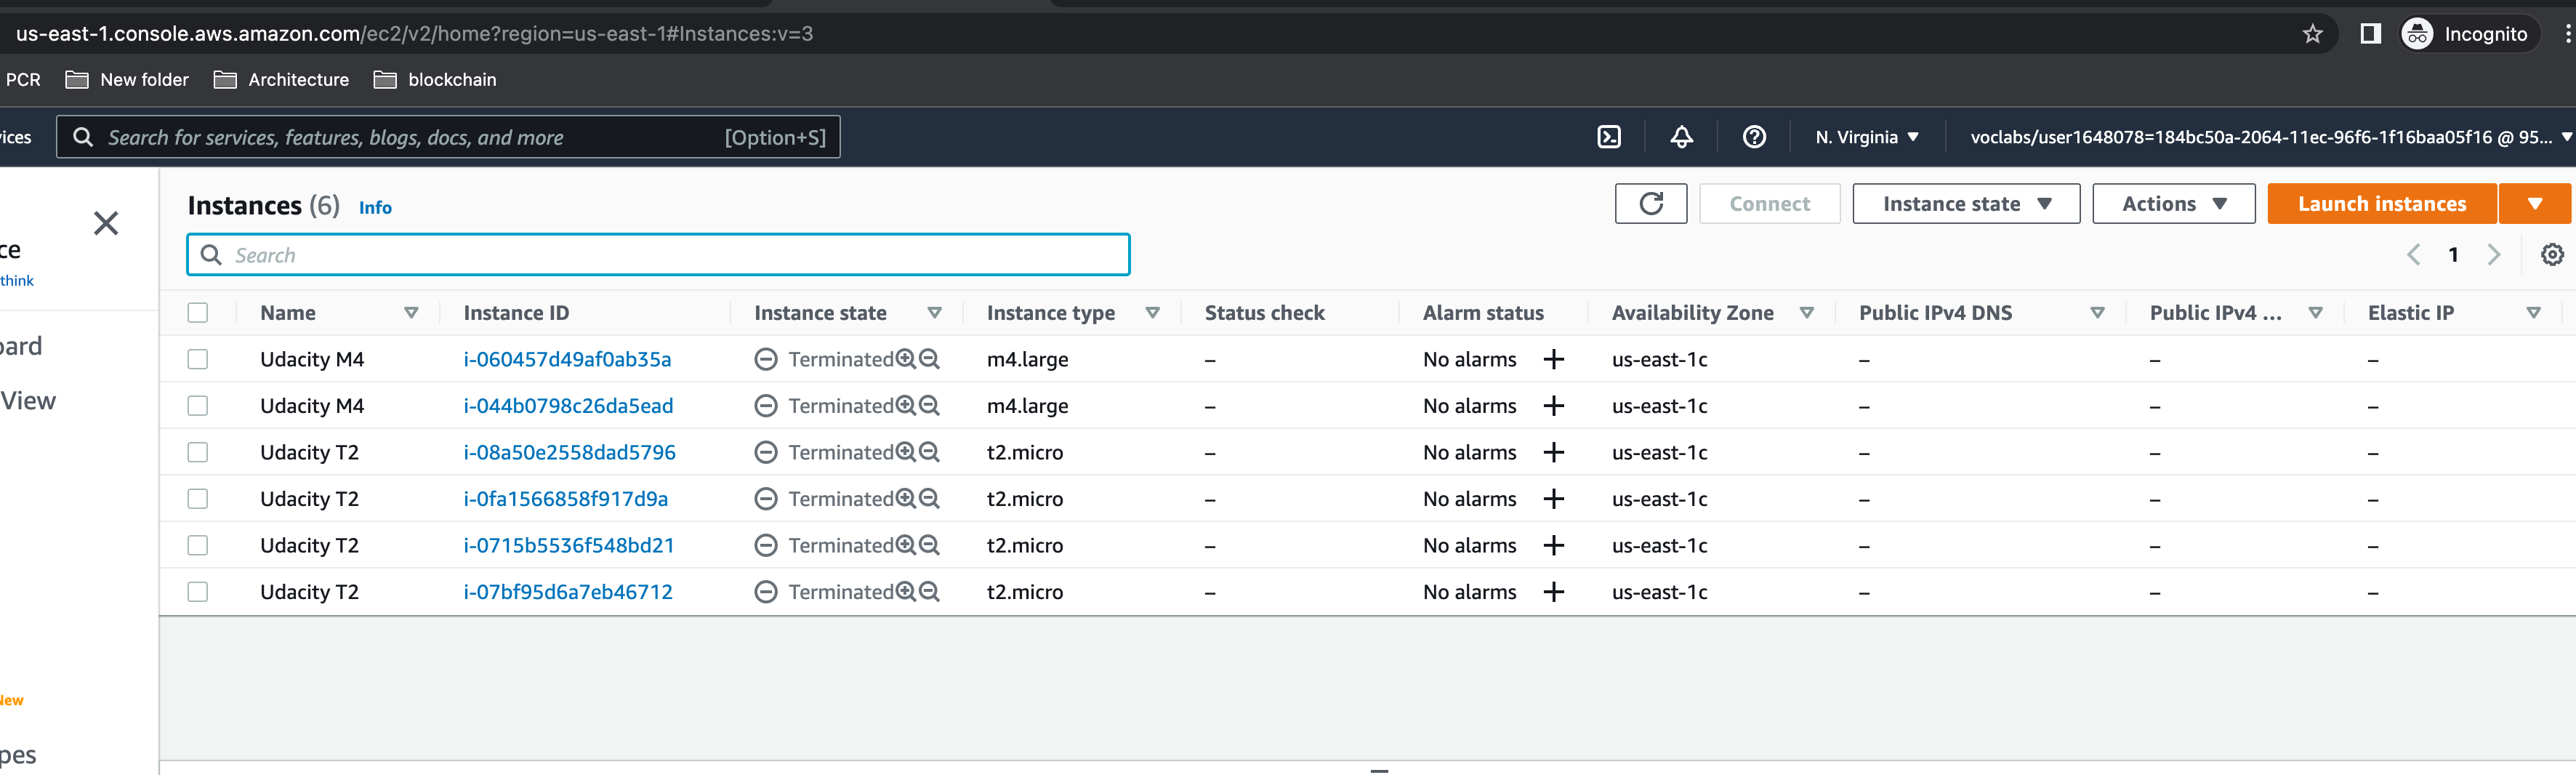 us-east-1.console.aws.amazon.com/ec2/v2/home?region=us-east-1#Instances:v=3 Incognito
PCR New folder Architecture blockchain
ices Search for services, features, blogs, docs, and more [Option+S] N. Virginia voclabs/user1648078=184bc50a-2064-11ec-96f6-1f16baa05f16 @ 95...
Instances (6) Info Connect Instance state Actions Launch instances
ce
Search 1
think
Name Instance ID Instance state Instance type Status check Alarm status Availability Zone Public IPv4 DNS Public IPv4 ... Elastic IP
oard
Udacity M4 i-060457d49af0ab35a Terminated m4.large – No alarms + us-east-1c – – –
View
Udacity M4 i-044b0798c26da5ead Terminated m4.large – No alarms + us-east-1c – – –
Udacity T2 i-08a50e2558dad5796 Terminated t2.micro – No alarms + us-east-1c – – –
Udacity T2 i-0fa1566858f917d9a Terminated t2.micro – No alarms + us-east-1c – – –
Udacity T2 i-0715b5536f548bd21 Terminated t2.micro – No alarms + us-east-1c – – –
Udacity T2 i-07bf95d6a7eb46712 Terminated t2.micro – No alarms + us-east-1c – – –
New
pes